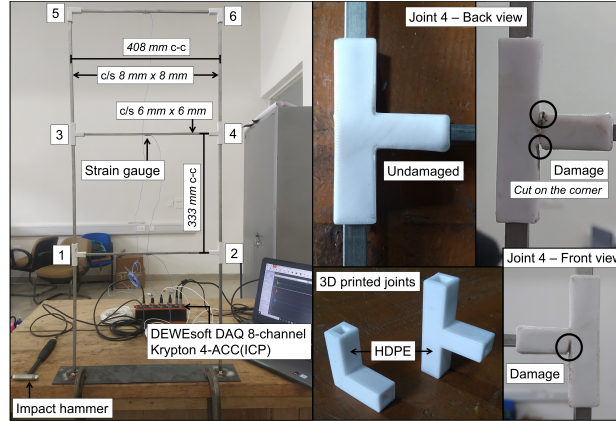 5
6
408 mm c-c
c/s 8 mm x 8 mm
c/s 6 mm x 6 mm
3
4
Strain gauge
333 mm c-c
1
2
DEWEsoft DAQ 8-channel
Krypton 4-ACC(ICP)
Impact hammer
Joint 4 – Back view
Undamaged
Damage
Cut on the corner
3D printed joints
HDPE
Joint 4 – Front view
Damage